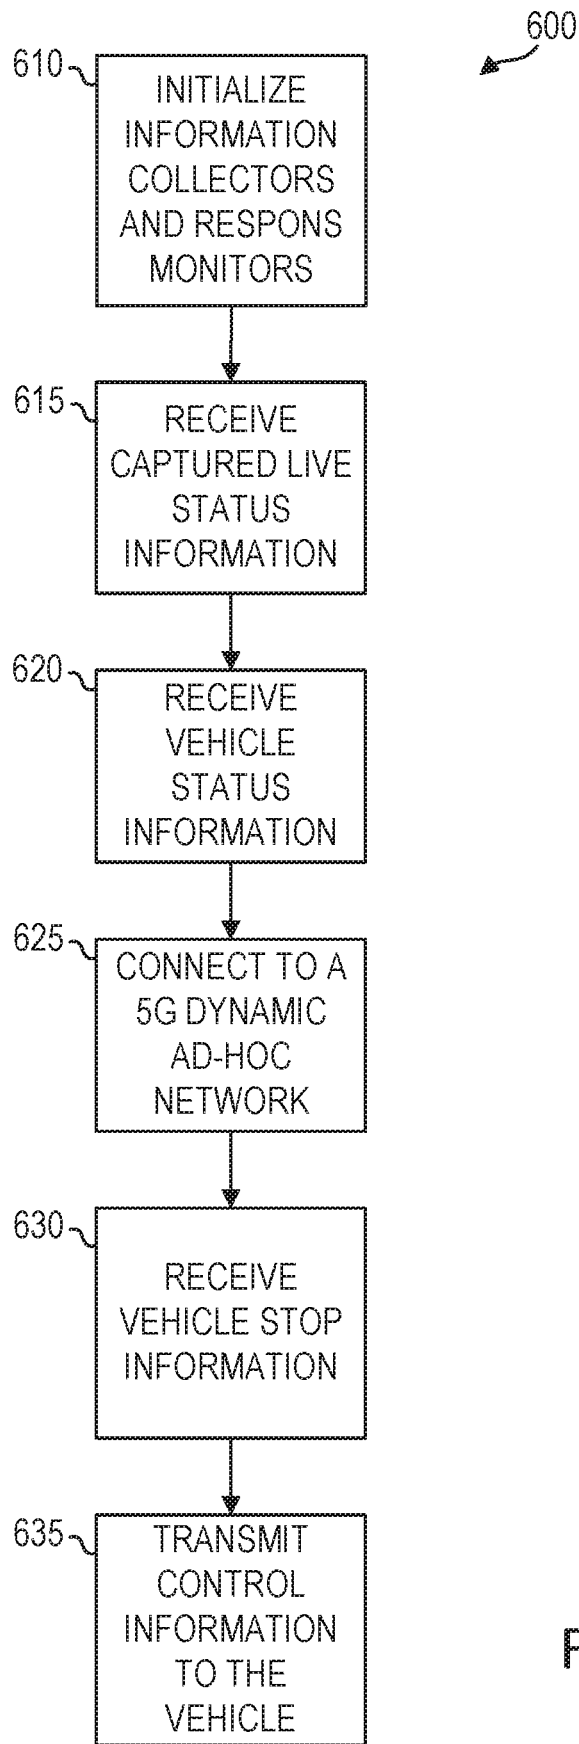 600
610
INITIALIZE
INFORMATION
COLLECTORS
AND RESPONS
MONITORS
615
RECEIVE
CAPTURED LIVE
STATUS
INFORMATION
620
RECEIVE
VEHICLE
STATUS
INFORMATION
625
CONNECT TO A
5G DYNAMIC
AD-HOC
NETWORK
630
RECEIVE
VEHICLE STOP
INFORMATION
635
TRANSMIT
CONTROL
INFORMATION
TO THE
VEHICLE